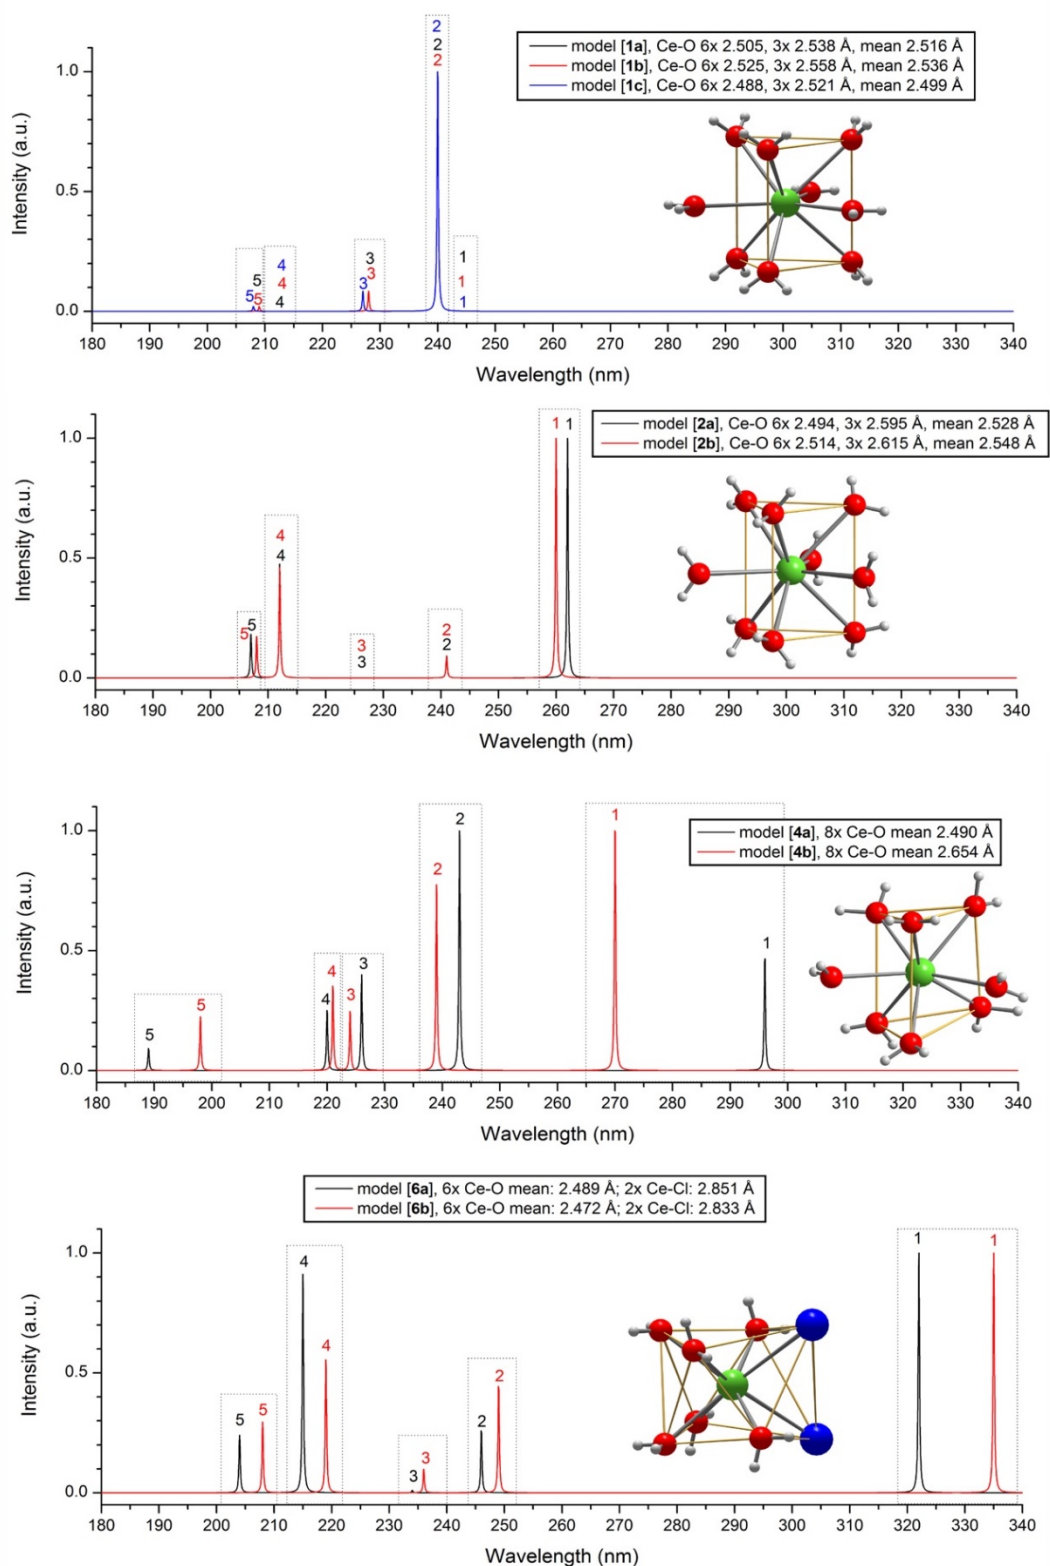 model [1a], Ce-O 6x 2.505, 3x 2.538 Å, mean 2.516 Å
model [1b], Ce-O 6x 2.525, 3x 2.558 Å, mean 2.536 Å
model [1c], Ce-O 6x 2.488, 3x 2.521 Å, mean 2.499 Å
Intensity (a.u.)
1.0
0.5
0.0
2
2
2
1
1
1
3
3
3
4
4
4
5
5
5
180 190 200 210 220 230 240 250 260 270 280 290 300 310 320 330 340
Wavelength (nm)
model [2a], Ce-O 6x 2.494, 3x 2.595 Å, mean 2.528 Å
model [2b], Ce-O 6x 2.514, 3x 2.615 Å, mean 2.548 Å
Intensity (a.u.)
1.0
0.5
0.0
1 1
4
4
5 5
3
3
2
2
180 190 200 210 220 230 240 250 260 270 280 290 300 310 320 330 340
Wavelength (nm)
model [4a], 8x Ce-O mean 2.490 Å
model [4b], 8x Ce-O mean 2.654 Å
Intensity (a.u.)
1.0
0.5
0.0
5 5 4 4 3 3 2 2 1 1
180 190 200 210 220 230 240 250 260 270 280 290 300 310 320 330 340
Wavelength (nm)
model [6a], 6x Ce-O mean: 2.489 Å; 2x Ce-Cl: 2.851 Å
model [6b], 6x Ce-O mean: 2.472 Å; 2x Ce-Cl: 2.833 Å
Intensity (a.u.)
1.0
0.5
0.0
5 5 4 4 3 3 2 2 1 1
180 190 200 210 220 230 240 250 260 270 280 290 300 310 320 330 340
Wavelength (nm)